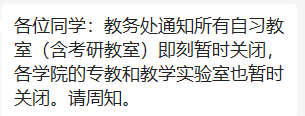 各位同学：教务处通知所有自习教
室（含考研教室）即刻暂时关闭，
各学院的专教和教学实验室也暂时
关闭。请周知。